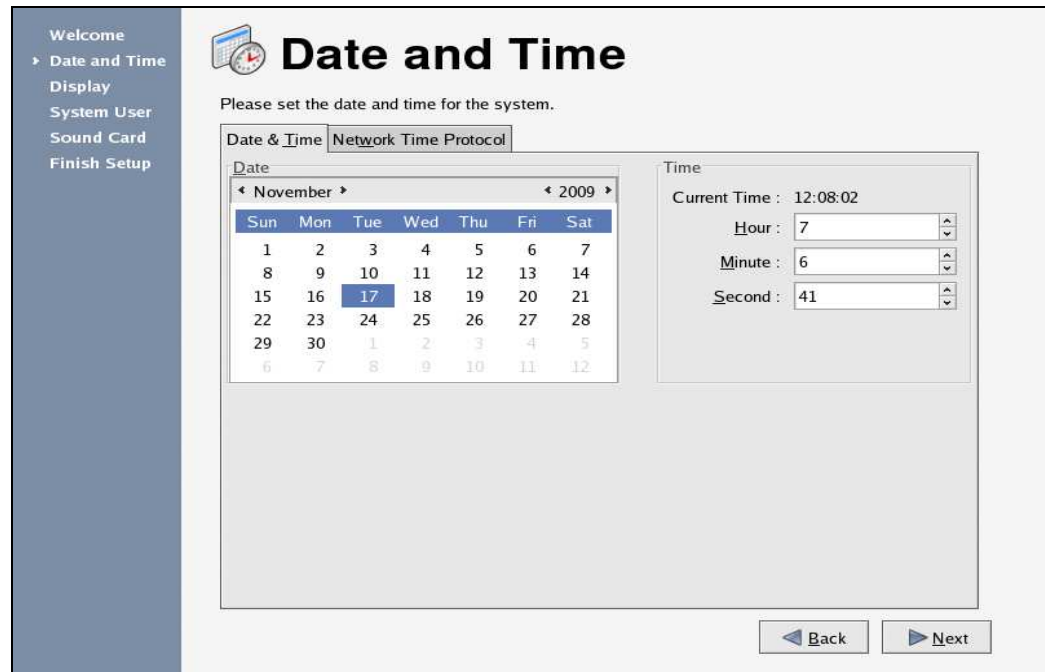 Welcome
Date and Time
Display
System User
Sound Card
Finish Setup
Date and Time
Please set the date and time for the system.
Date & Time Network Time Protocol
Date
November 2009
Sun Mon Tue Wed Thu Fri Sat
1 2 3 4 5 6 7
8 9 10 11 12 13 14
15 16 17 18 19 20 21
22 23 24 25 26 27 28
29 30 1 2 3 4 5
6 7 8 9 10 11 12
Time
Current Time : 12:08:02
Hour : 7
Minute : 6
Second : 41
Back Next